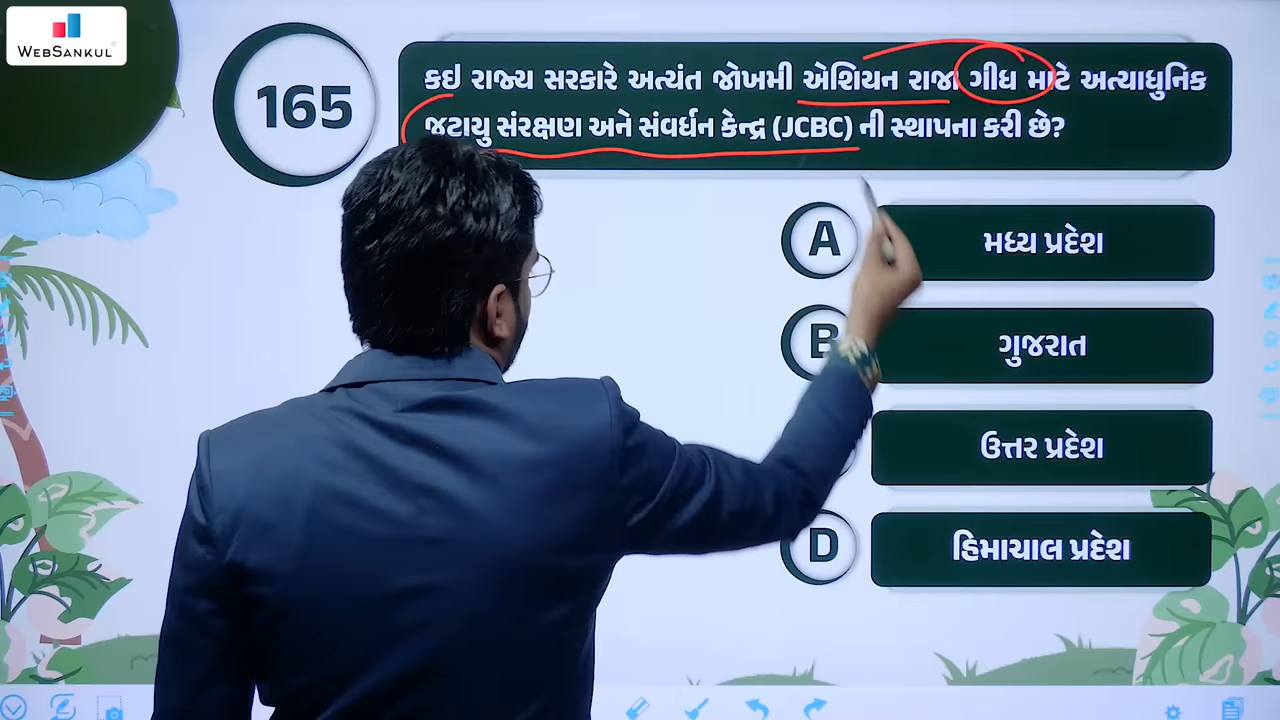 WEBSANKUL
165
કઇ રાજ્ય સરકારે અત્યંત જોખમી એશિયન રાજા ગીધ માટે અત્યાધુનિક
જટાયુ સંરક્ષણ અને સંવર્ધન કેન્દ્ર (JCBC) ની સ્થાપના કરી છે?
A મધ્ય પ્રદેશ
B ગુજરાત
ઉત્તર પ્રદેશ
D હિમાચાલ પ્રદેશ